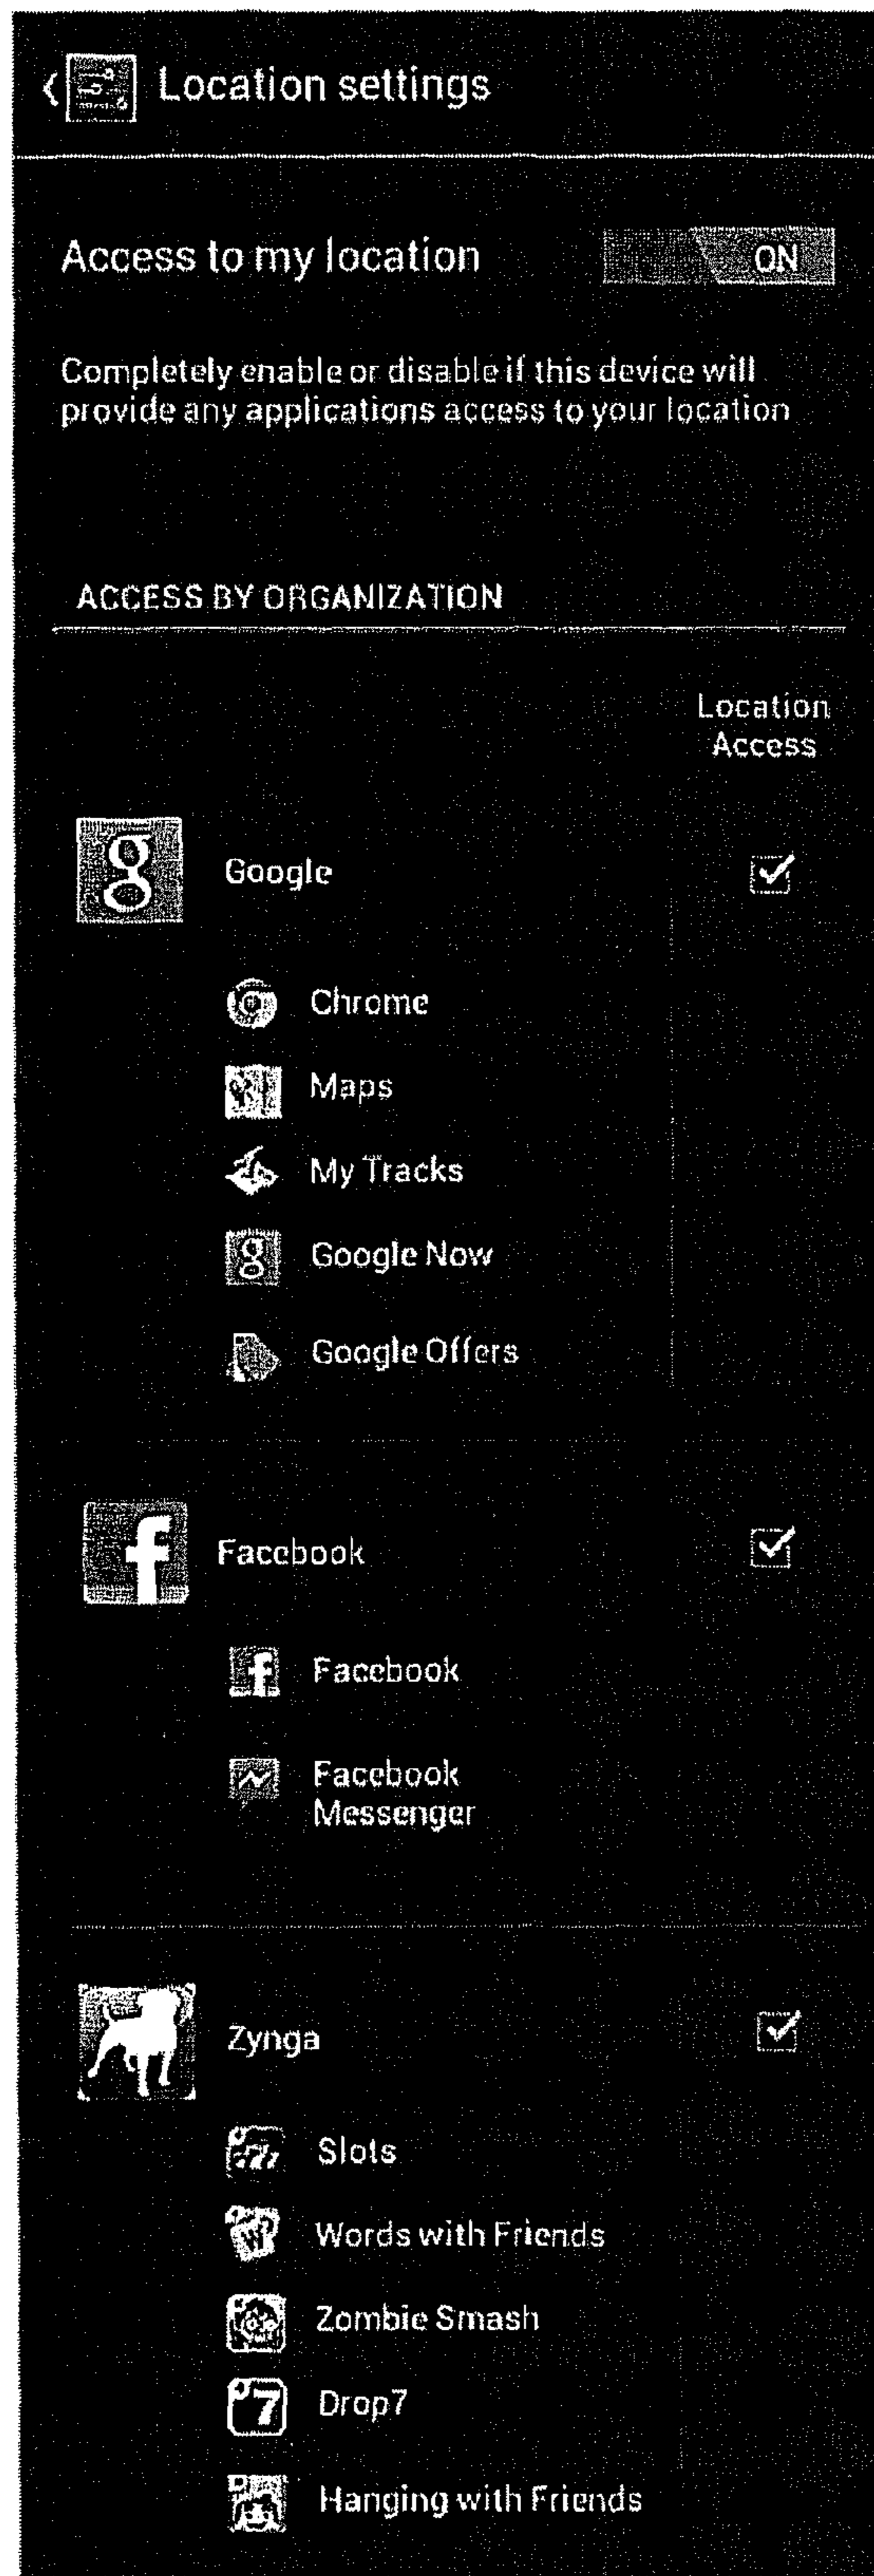 Location settings
Access to my location
ON
Completely enable or disable if this device will
provide any applications access to your location
ACCESS BY ORGANIZATION
Location
Access
g
Google
Chrome
Maps
My Tracks
g
Google Now
Google Offers
f
Facebook
f
Facebook
Facebook
Messenger
Zynga
Slots
Words with Friends
Zombie Smash
7
Drop7
Hanging with Friends